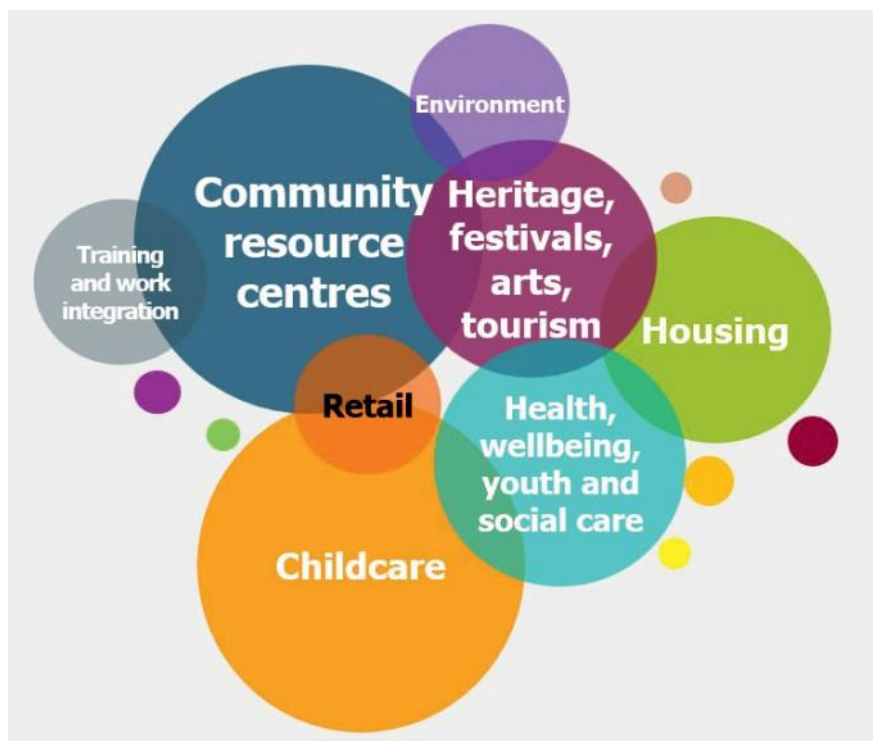 Environment
Community
resource
centres
Heritage,
festivals,
arts,
tourism
Training
and work
integration
Housing
Retail
Health,
wellbeing,
youth and
social care
Childcare